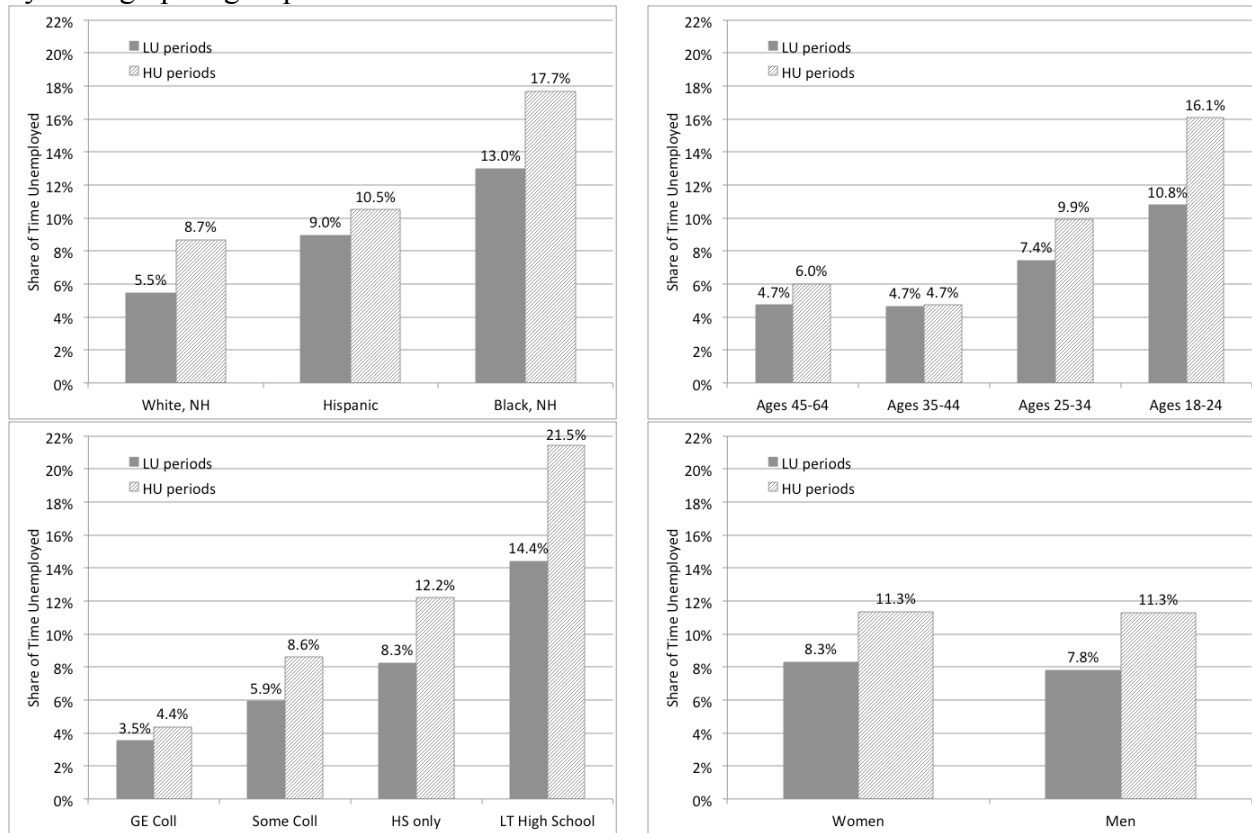 22%
20%
18%
16%
14%
12%
10%
8%
6%
4%
2%
0%
Share of Time Unemployed
LU periods
HU periods
5.5%
8.7%
9.0%
10.5%
13.0%
17.7%
White, NH
Hispanic
Black, NH
22%
20%
18%
16%
14%
12%
10%
8%
6%
4%
2%
0%
Share of Time Unemployed
LU periods
HU periods
4.7%
6.0%
4.7%
4.7%
7.4%
9.9%
10.8%
16.1%
Ages 45-64
Ages 35-44
Ages 25-34
Ages 18-24
22%
20%
18%
16%
14%
12%
10%
8%
6%
4%
2%
0%
Share of Time Unemployed
LU periods
HU periods
3.5%
4.4%
5.9%
8.6%
8.3%
12.2%
14.4%
21.5%
GE Coll
Some Coll
HS only
LT High School
22%
20%
18%
16%
14%
12%
10%
8%
6%
4%
2%
0%
Share of Time Unemployed
LU periods
HU periods
8.3%
11.3%
7.8%
11.3%
Women
Men